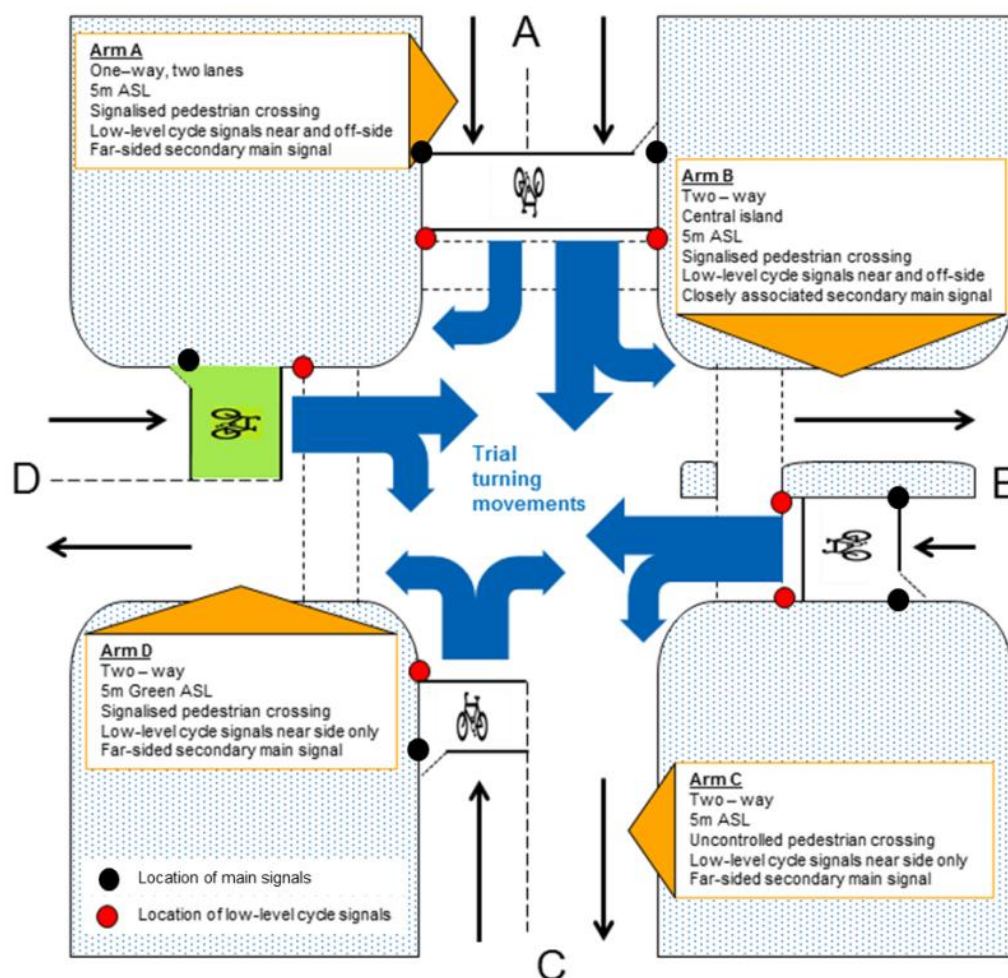 A
Arm A
One–way, two lanes
5m ASL
Signalised pedestrian crossing
Low-level cycle signals near and off-side
Far-sided secondary main signal
Arm B
Two – way
Central island
5m ASL
Signalised pedestrian crossing
Low-level cycle signals near and off-side
Closely associated secondary main signal
Trial
turning
movements
D
B
Arm D
Two – way
5m Green ASL
Signalised pedestrian crossing
Low-level cycle signals near side only
Far-sided secondary main signal
Arm C
Two – way
5m ASL
Uncontrolled pedestrian crossing
Low-level cycle signals near side only
Far-sided secondary main signal
Location of main signals
Location of low-level cycle signals
C